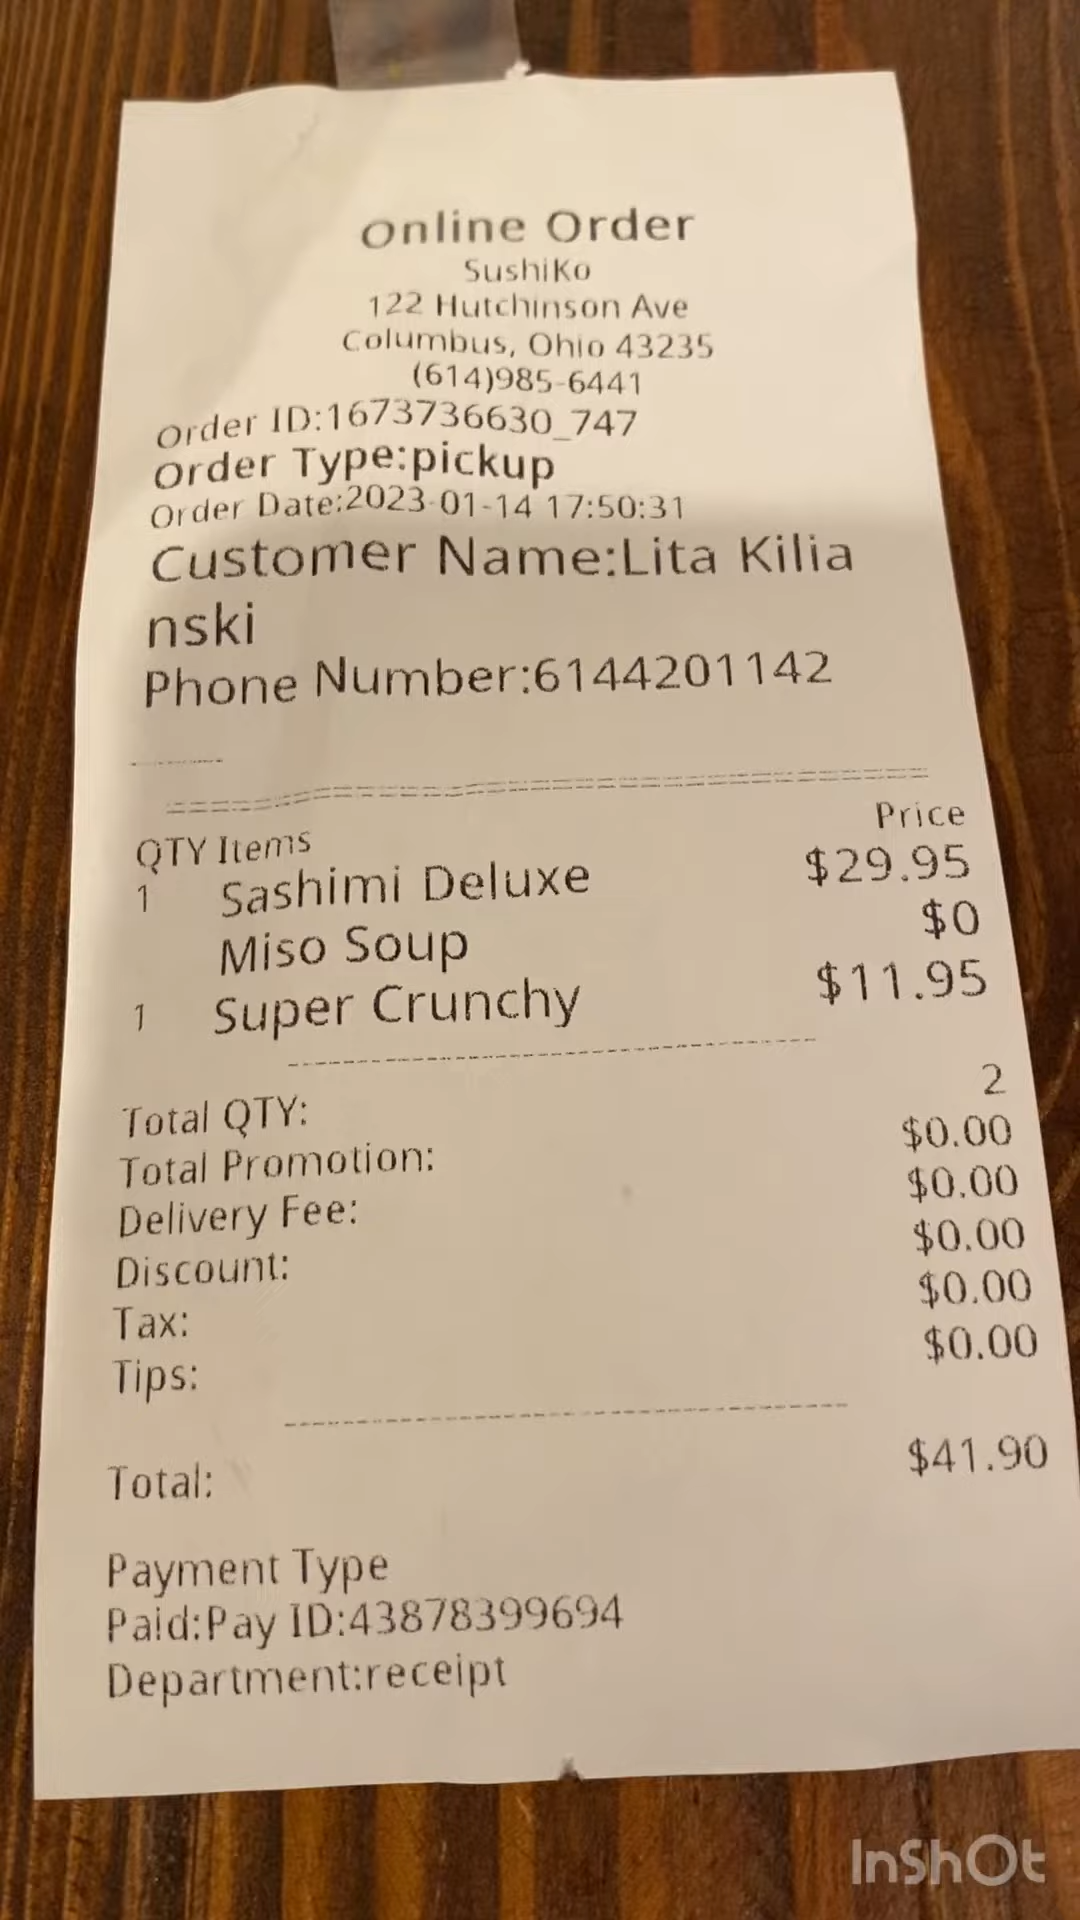 Online Order
SushiKo
122 Hutchinson Ave
Columbus, Ohio 43235
(614)985-6441
Order ID:1673736630_747
Order Type:pickup
Order Date:2023-01-14 17:50:31
Customer Name:Lita Kilia
nski
Phone Number:6144201142
QTY Items Price
1 Sashimi Deluxe $29.95
Miso Soup $0
1 Super Crunchy $11.95
Total QTY: 2
Total Promotion: $0.00
Delivery Fee: $0.00
Discount: $0.00
Tax: $0.00
Tips: $0.00
Total: $41.90
Payment Type
Paid:Pay ID:43878399694
Department:receipt
InShOt